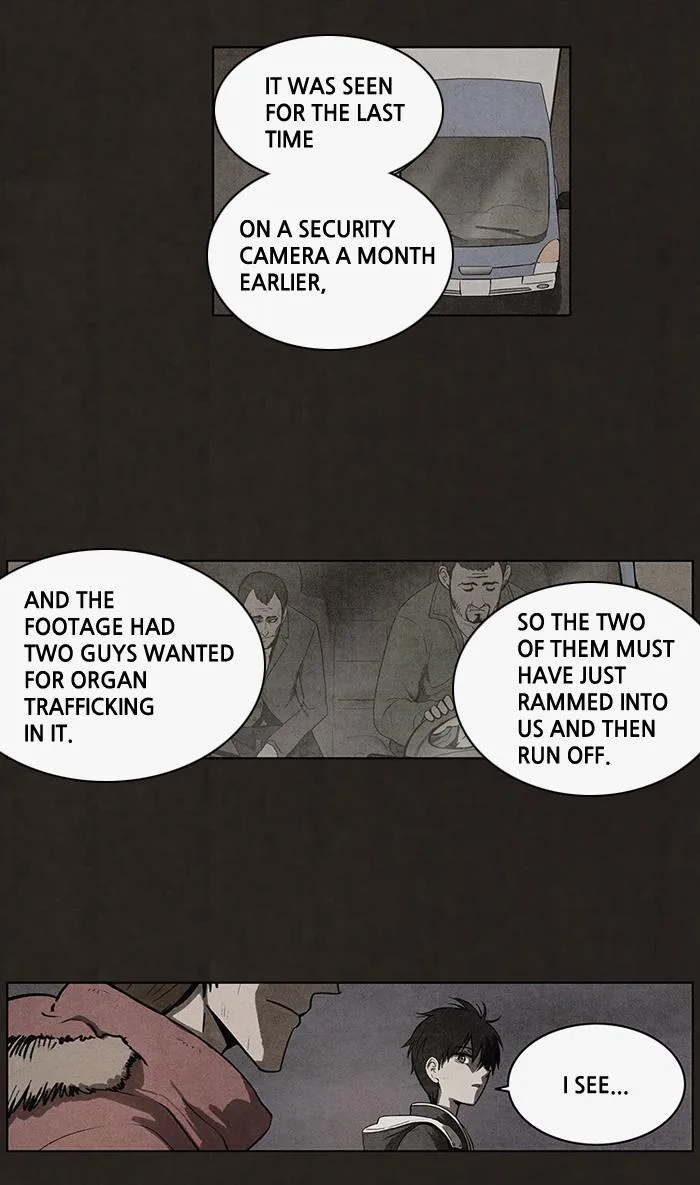 IT WAS SEEN
FOR THE LAST
TIME
ON A SECURITY
CAMERA A MONTH
EARLIER,
AND THE
FOOTAGE HAD
TWO GUYS WANTED
FOR ORGAN
TRAFFICKING
IN IT.
SO THE TWO
OF THEM MUST
HAVE JUST
RAMMED INTO
US AND THEN
RUN OFF.
I SEE...